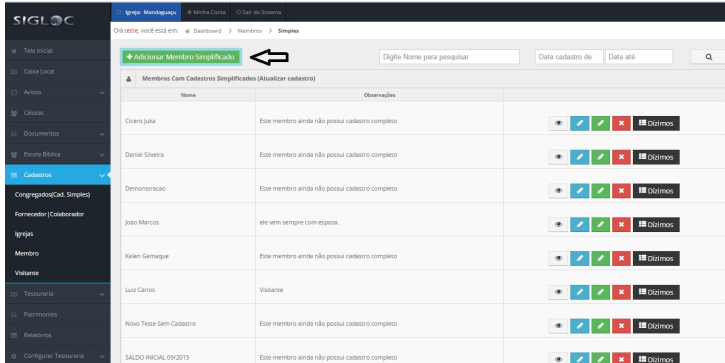 SIGLOC
Igreja: Mandaguaçu Minha Conta Sair do Sistema
Olá teste, você está em: Dashboard > Membros > Simples
+ Adicionar Membro Simplificado
Digite Nome para pesquisar Data cadastro de Data até
Membros Com Cadastros Simplificados (Atualizar cadastro)
Nome Observações
Cicero Juka Este membro ainda não possui cadastro completo Dízimos
Daniel Silveira Este membro ainda não possui cadastro completo Dízimos
Demonstracao Este membro ainda não possui cadastro completo Dízimos
Joao Marcos ele vem sempre com esposa. Dízimos
Kelen Gemaque Este membro ainda não possui cadastro completo Dízimos
Luiz Carlos Visitante Dízimos
Novo Teste Sem Cadastro Este membro ainda não possui cadastro completo Dízimos
SALDO INICIAL 09/2015 Este membro ainda não possui cadastro completo Dízimos
Tela Inicial
Caixa Local
Avisos
Células
Documentos
Escola Bíblica
Cadastros
Congregados(Cad. Simples)
Fornecedor|Colaborador
Igrejas
Membro
Visitante
Tesouraria
Patrimonios
Relatórios
Configurar Tesouraria